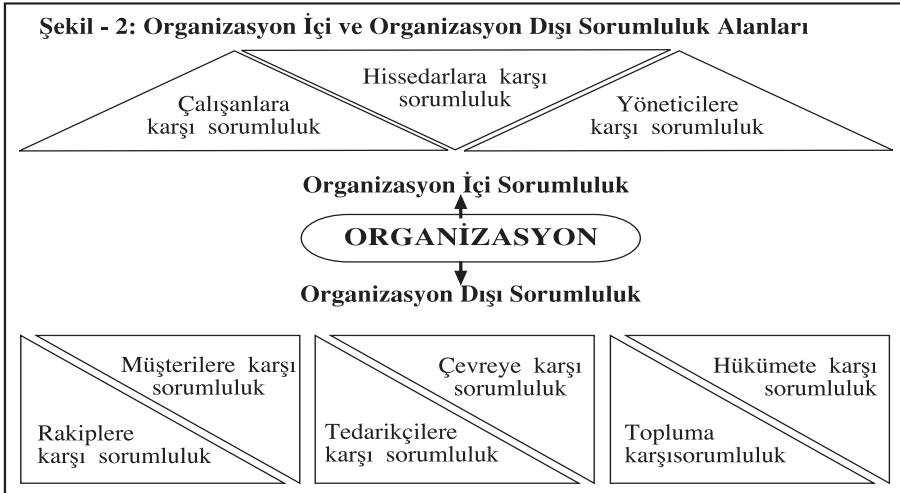 Şekil - 2: Organizasyon İçi ve Organizasyon Dışı Sorumluluk Alanları
Çalışanlara
karşı sorumluluk
Hissedarlara karşı
sorumluluk
Yöneticilere
karşı sorumluluk
Organizasyon İçi Sorumluluk
ORGANİZASYON
Organizasyon Dışı Sorumluluk
Müşterilere karşı
sorumluluk
Rakiplere
karşı sorumluluk
Çevreye karşı
sorumluluk
Tedarikçilere
karşı sorumluluk
Hükümete karşı
sorumluluk
Topluma
karşısorumluluk